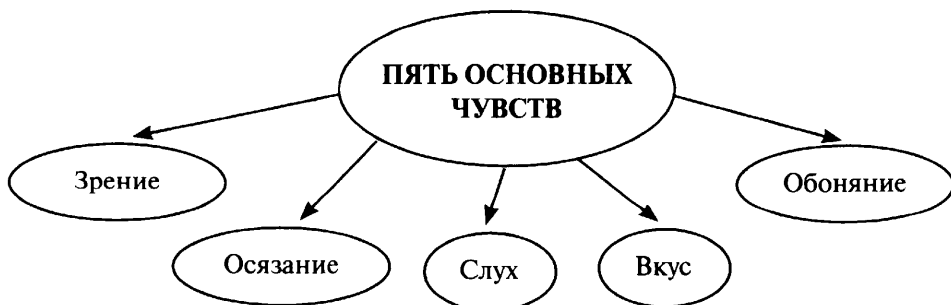 ПЯТЬ ОСНОВНЫХ
ЧУВСТВ
Зрение
Осязание
Слух
Вкус
Обоняние